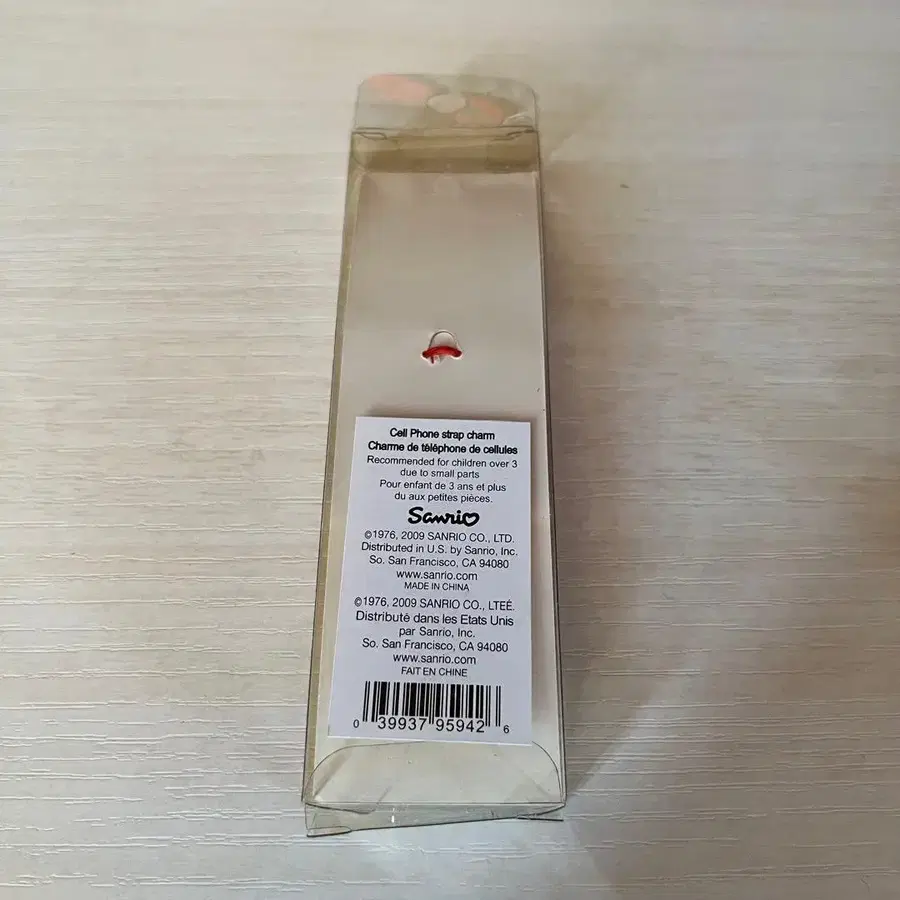 Cell Phone strap charm
Charme de téléphone de cellules
Recommended for children over 3
due to small parts
Pour enfant de 3 ans et plus
du aux petites pièces.
Sanrio
©1976, 2009 SANRIO CO., LTD.
Distributed in U.S. by Sanrio, Inc.
So. San Francisco, CA 94080
www.sanrio.com
MADE IN CHINA
©1976, 2009 SANRIO CO., LTEÉ.
Distributé dans les Etats Unis
par Sanrio, Inc.
So. San Francisco, CA 94080
www.sanrio.com
FAIT EN CHINE
0 39937 95942 6